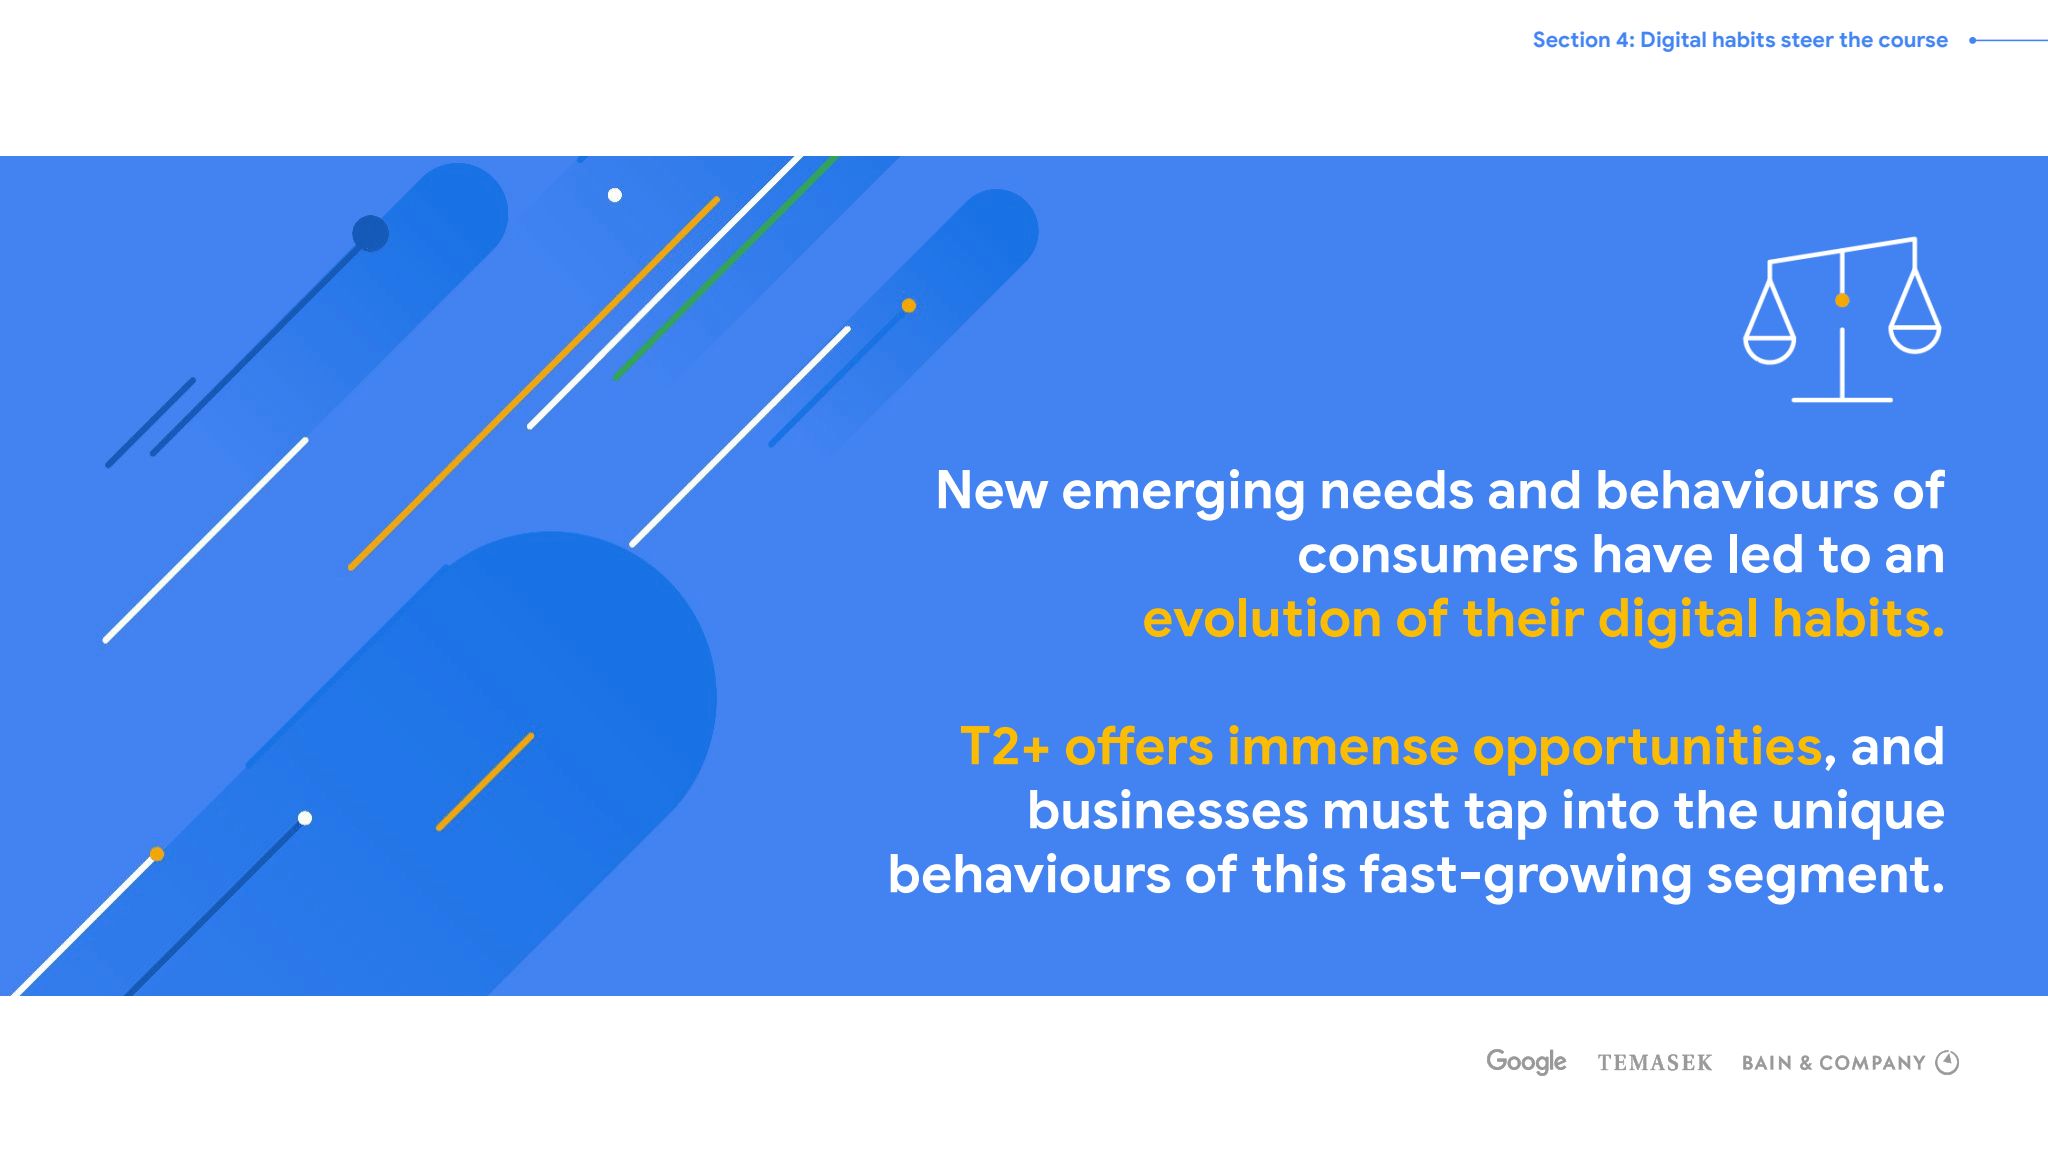 Section 4: Digital habits steer the course
New emerging needs and behaviours of
consumers have led to an
evolution of their digital habits.
T2+ offers immense opportunities, and
businesses must tap into the unique
behaviours of this fast-growing segment.
Google TEMASEK BAIN & COMPANY